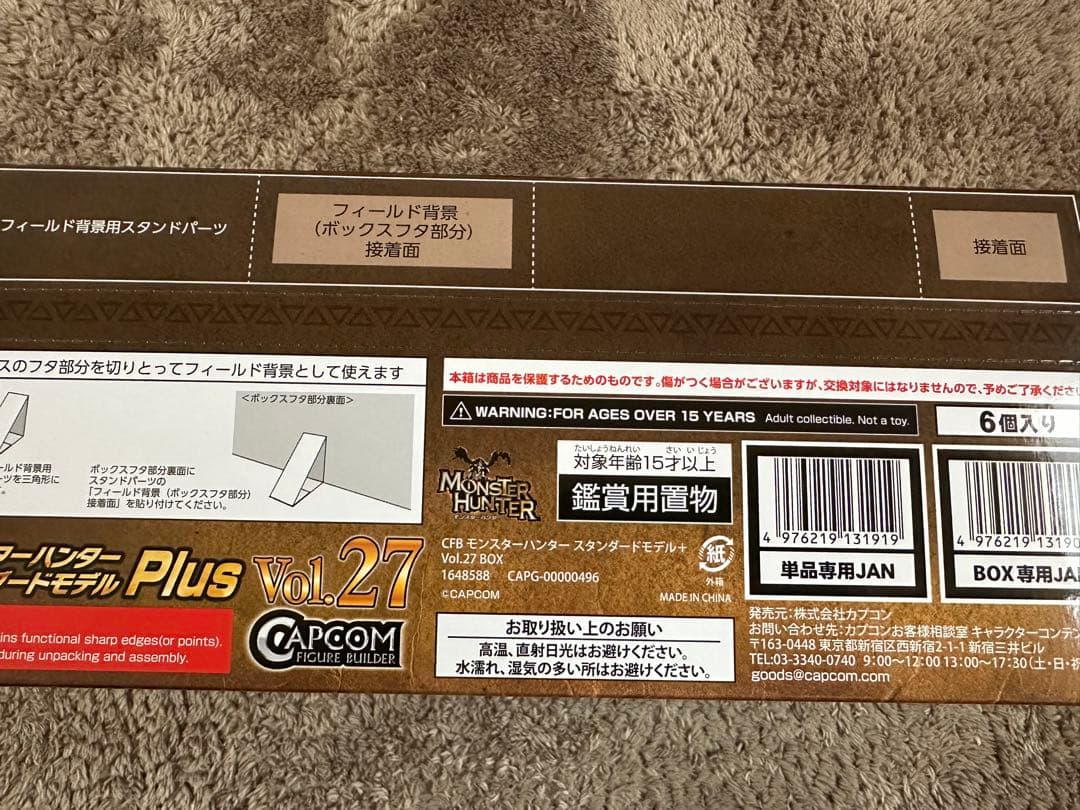 フィールド背景用スタンドパーツ
フィールド背景
(ボックスフタ部分)
接着面
接着面
スのフタ部分を切りとってフィールド背景として使えます
<ボックスフタ部分裏面>
ールド背景用
ーツを三角形に
。
ボックスフタ部分裏面に
スタンドパーツの
「フィールド背景(ボックスフタ部分)
接着面」を貼り付けてください。
本箱は商品を保護するためのものです。傷がつく場合がございますが、交換対象にはなりませんので、予めご了承くださ
WARNING:FOR AGES OVER 15 YEARS Adult collectible. Not a toy.
6個入り
MONSTER
HUNTER
モンスターハンター
たいしょうねんれい さい いじょう
対象年齢15才以上
鑑賞用置物
CFB モンスターハンター スタンダードモデル+
Vol.27 BOX
1648588 CAPG-00000496
©CAPCOM
紙
外箱
MADE IN CHINA
4 976219 131919
単品専用JAN
4 976219 13190
BOX専用JA
ターハンター
ダードモデル Plus Vol.27
CAPCOM
FIGURE BUILDER
ins functional sharp edges(or points).
during unpacking and assembly.
お取り扱い上のお願い
高温、直射日光はお避けください。
水濡れ、湿気の多い所はお避けください。
発売元:株式会社カプコン
お問い合わせ先:カプコンお客様相談室 キャラクターコンテン
〒163-0448 東京都新宿区西新宿2-1-1 新宿三井ビル
TEL:03-3340-0740 9:00~12:00 13:00~17:30(土・日・祝
goods@capcom.com